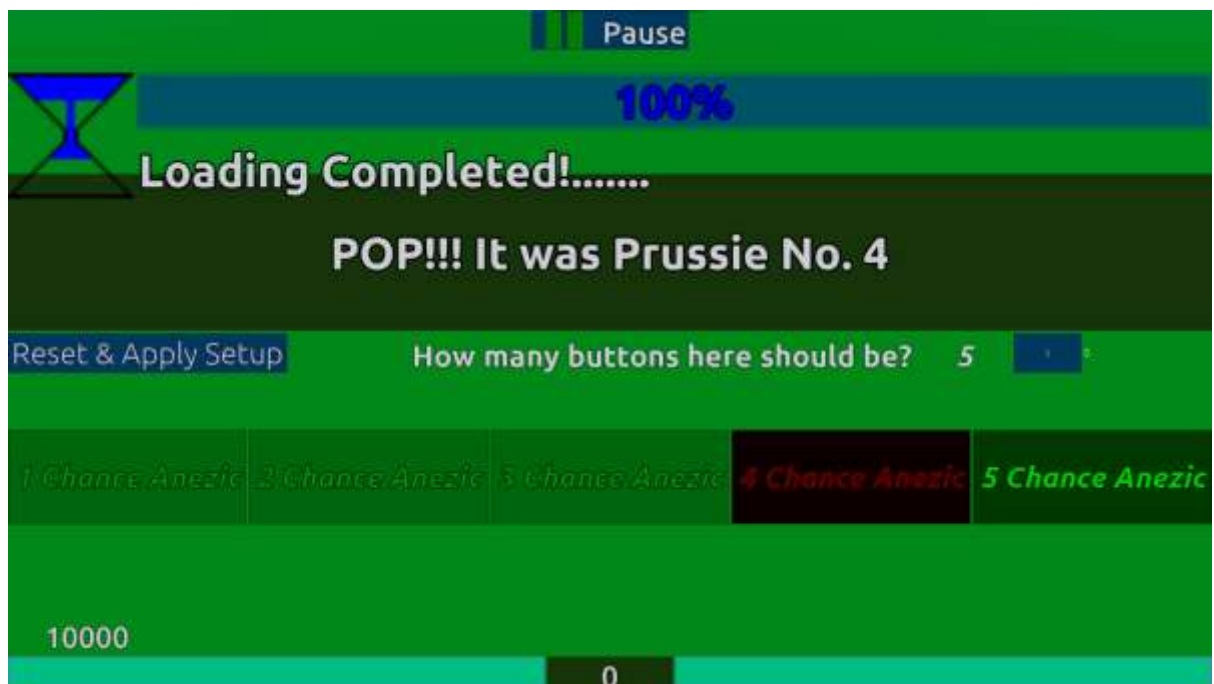 Pause
100%
Loading Completed!.......
POP!!! It was Prussie No. 4
Reset & Apply Setup
How many buttons here should be? 5
1 Chance Anezic 2 Chance Anezic 3 Chance Anezic 4 Chance Anezic 5 Chance Anezic
10000
0